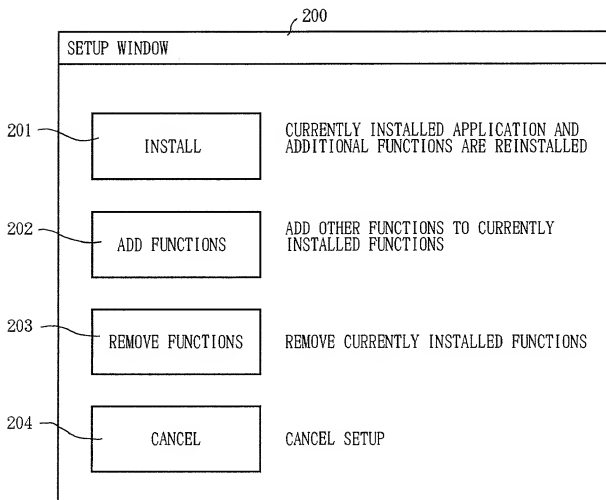 200
SETUP WINDOW
201
INSTALL
CURRENTLY INSTALLED APPLICATION AND
ADDITIONAL FUNCTIONS ARE REINSTALLED
202
ADD FUNCTIONS
ADD OTHER FUNCTIONS TO CURRENTLY
INSTALLED FUNCTIONS
203
REMOVE FUNCTIONS
REMOVE CURRENTLY INSTALLED FUNCTIONS
204
CANCEL
CANCEL SETUP